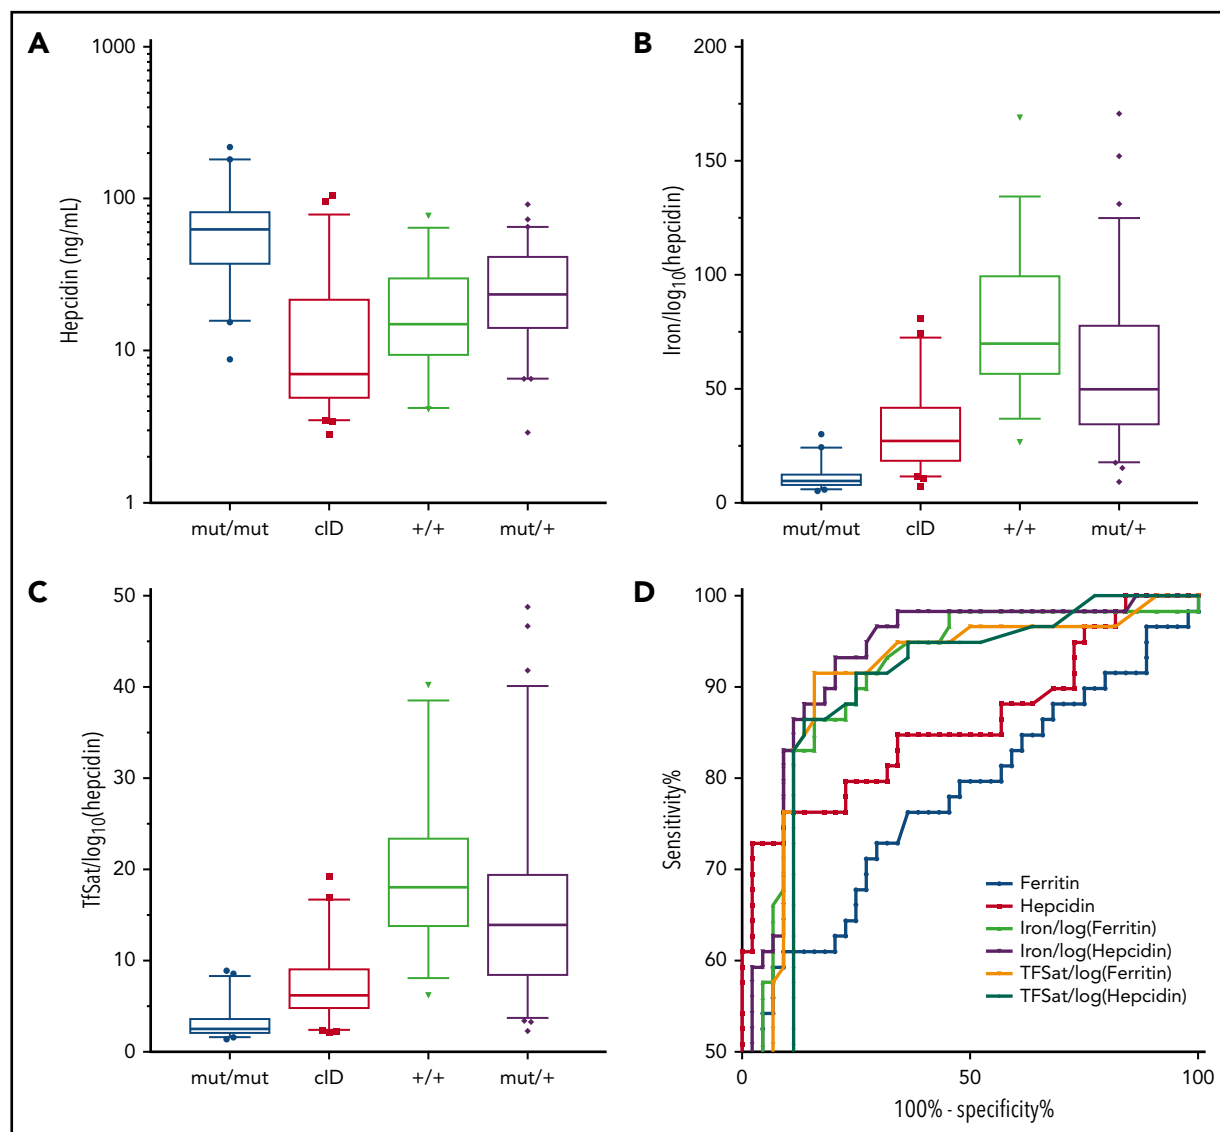 A
1000
100
10
1
Hepcidin (ng/mL)
mut/mut cID +/+ mut/+
B
200
150
100
50
0
Iron/log10(hepcidin)
mut/mut cID +/+ mut/+
C
50
40
30
20
10
0
TfSat/log10(hepcidin)
mut/mut cID +/+ mut/+
D
100
90
80
70
60
50
Sensitivity%
Ferritin
Hepcidin
Iron/log(Ferritin)
Iron/log(Hepcidin)
TFSat/log(Ferritin)
TFSat/log(Hepcidin)
0 50 100
100% - specificity%